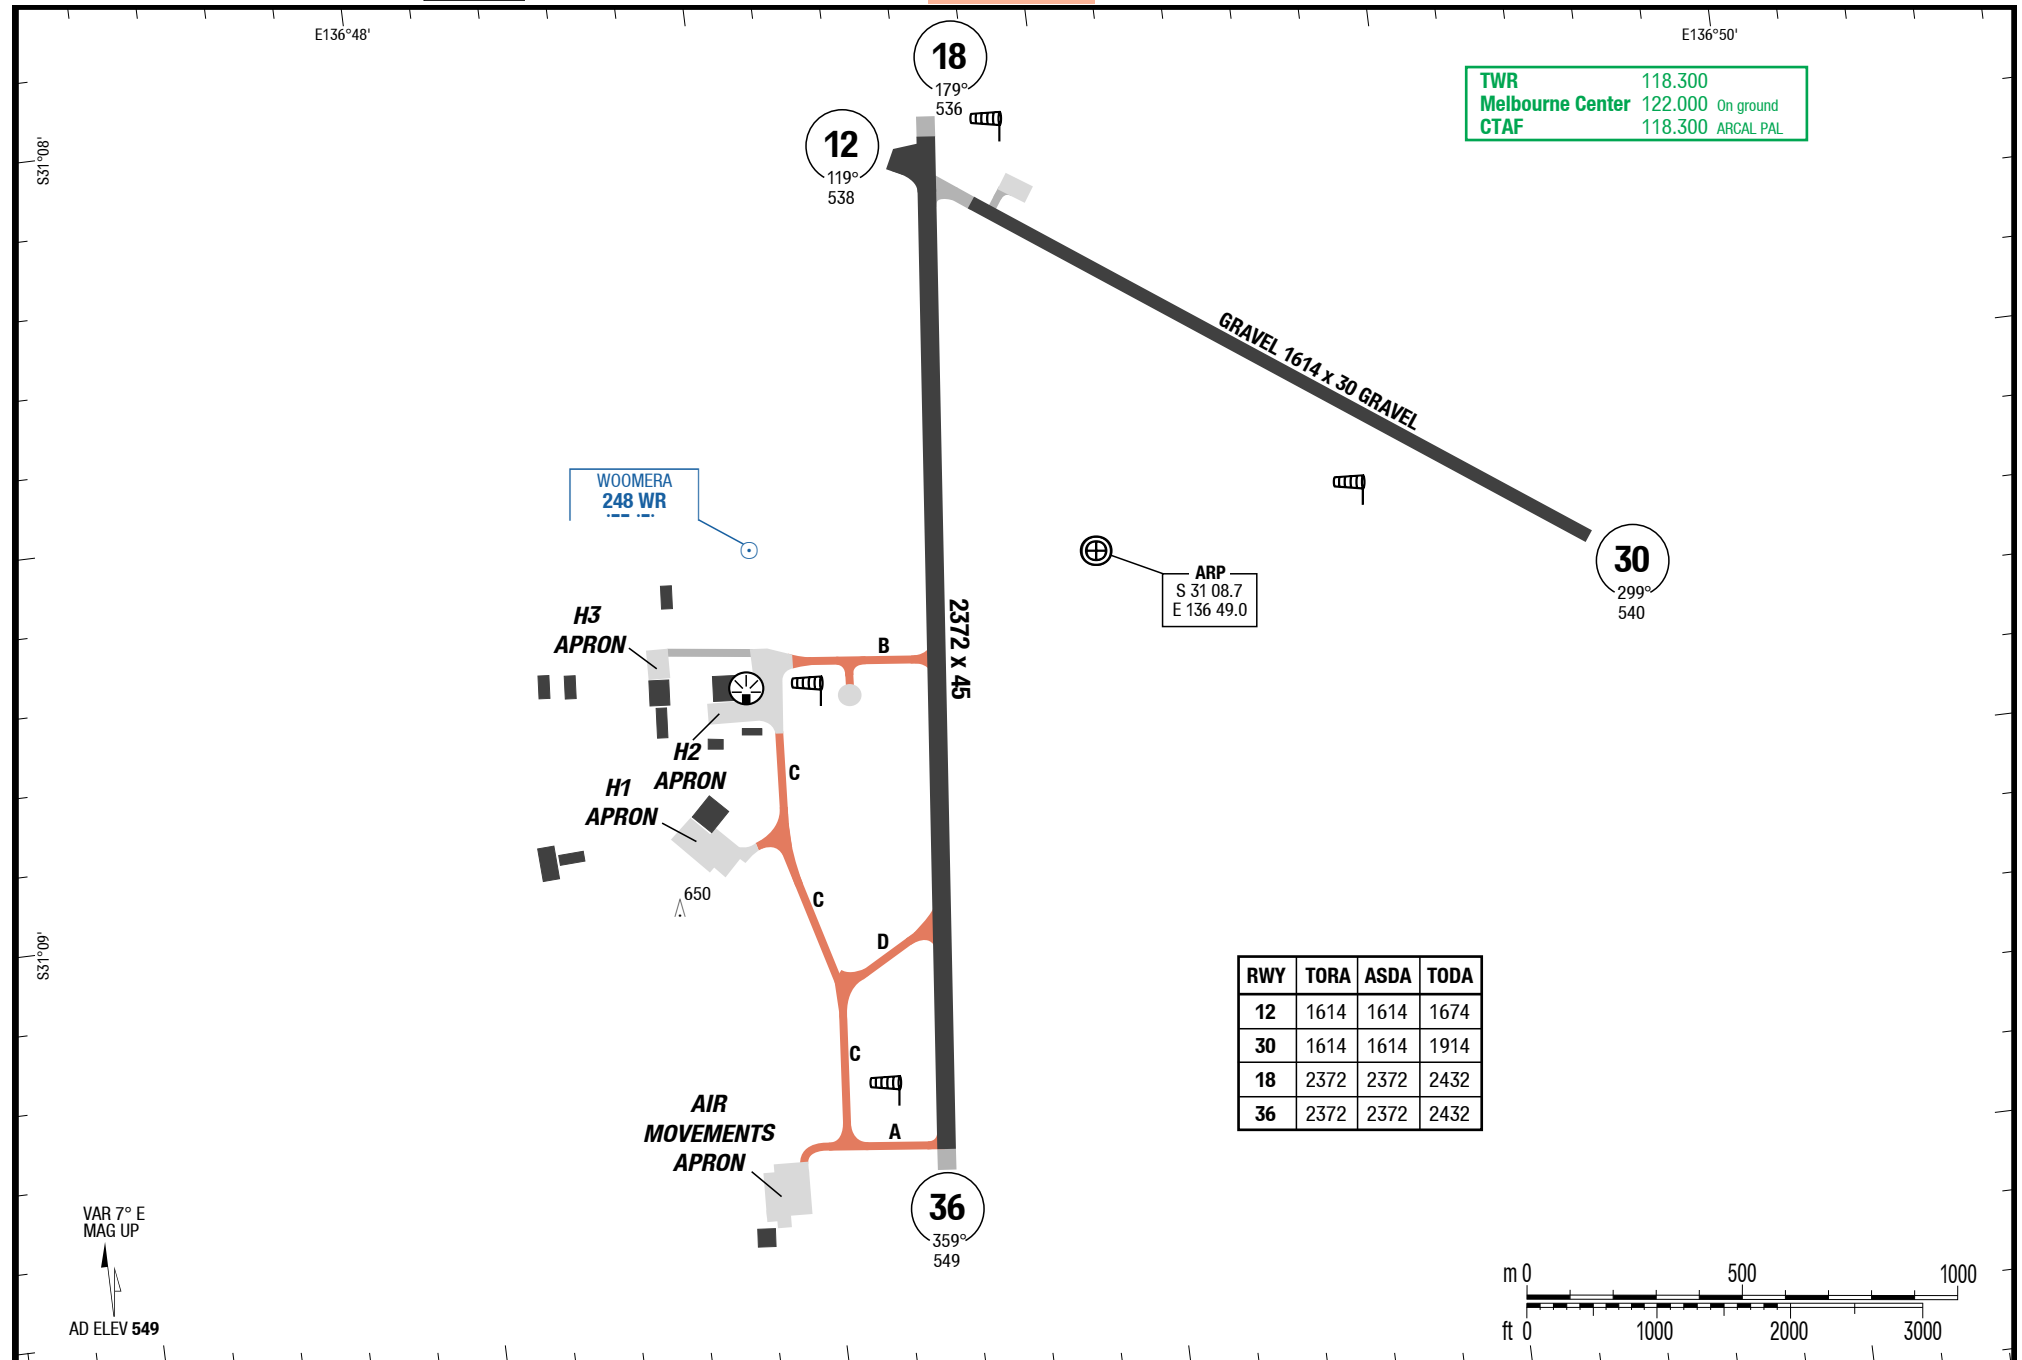 E136°48'
E136°50'
18
179°
536
TWR 118.300
Melbourne Center 122.000 On ground
CTAF 118.300 ARCAL PAL
12
119°
538
S31°08'
GRAVEL 1614 x 30 GRAVEL
WOOMERA
248 WR
30
299°
540
ARP
S 31 08.7
E 136 49.0
2372 x 45
H3
APRON
B
H2
APRON
C
H1
APRON
650
C
D
S31°09'
RWY TORA ASDA TODA
12 1614 1614 1674
30 1614 1614 1914
18 2372 2372 2432
36 2372 2372 2432
C
A
AIR
MOVEMENTS
APRON
36
359°
549
VAR 7° E
MAG UP
AD ELEV 549
m 0 500 1000
ft 0 1000 2000 3000